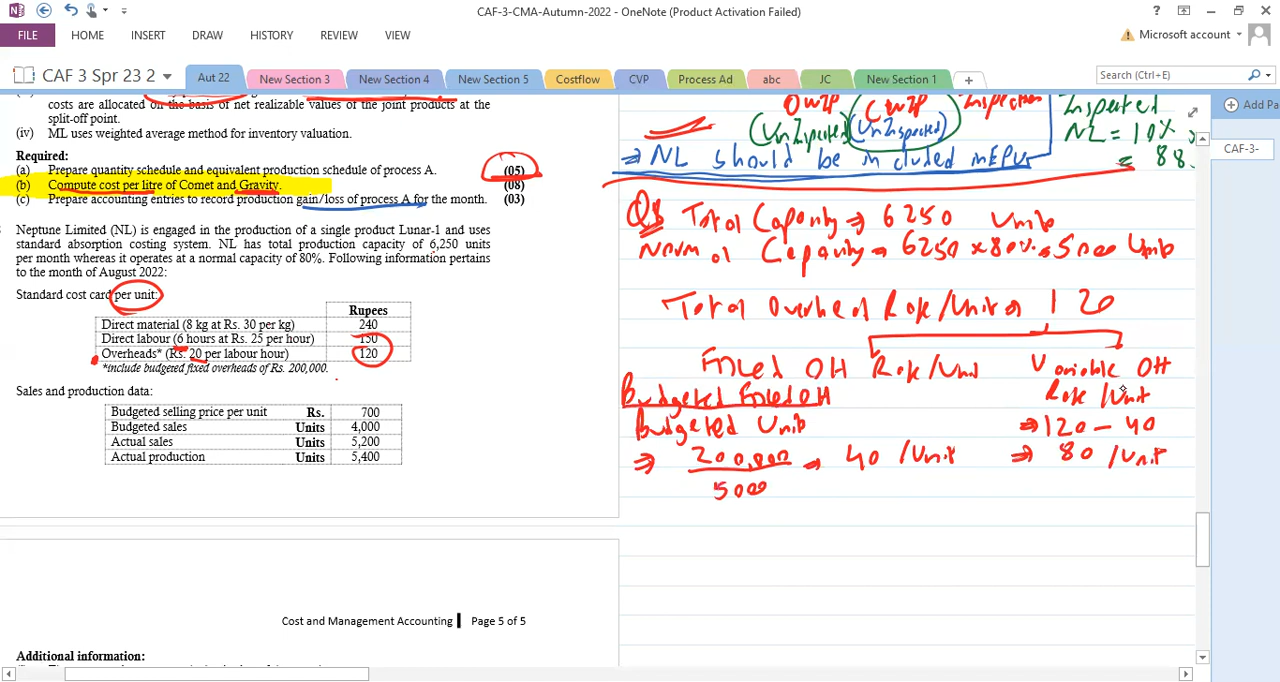 CAF-3-CMA-Autumn-2022 - OneNote (Product Activation Failed)
FILE HOME INSERT DRAW HISTORY REVIEW VIEW
Microsoft account
CAF 3 Spr 23 2
Aut 22 New Section 3 New Section 4 New Section 5 Costflow CVP Process Ad abc JC New Section 1
Search (Ctrl+E)
Add Pa
CAF-3-
costs are allocated on the basis of net realizable values of the joint products at the
split-off point.
(iv) ML uses weighted average method for inventory valuation.
Required:
(a) Prepare quantity schedule and equivalent production schedule of process A. (05)
(b) Compute cost per litre of Comet and Gravity. (08)
(c) Prepare accounting entries to record production gain/loss of process A for the month. (03)
Neptune Limited (NL) is engaged in the production of a single product Lunar-1 and uses
standard absorption costing system. NL has total production capacity of 6,250 units
per month whereas it operates at a normal capacity of 80%. Following information pertains
to the month of August 2022:
Standard cost card per unit:
Rupees
Direct material (8 kg at Rs. 30 per kg) 240
Direct labour (6 hours at Rs. 25 per hour) 150
Overheads* (Rs. 20 per labour hour) 120
*include budgeted fixed overheads of Rs. 200,000.
Sales and production data:
Budgeted selling price per unit Rs. 700
Budgeted sales Units 4,000
Actual sales Units 5,200
Actual production Units 5,400
Cost and Management Accounting Page 5 of 5
Additional information:
OWIP CWIP Inspection Inspected
(UnInspected) (UnInspected) NL = 10%
⇒ NL should be included in EPU = 88.
Q8 Total Capacity ⇒ 6250 Units
Normal Capacity = 6250 x 80% = 5000 Units
Total Overhead Rate/Unit = 120
Fixed OH Rate/Unit Variable OH
Rate/Unit
Budgeted Fixed OH
Budgeted Units ⇒ 120 - 40
⇒ 200,000 → 40 /Unit ⇒ 80 /Unit
5000